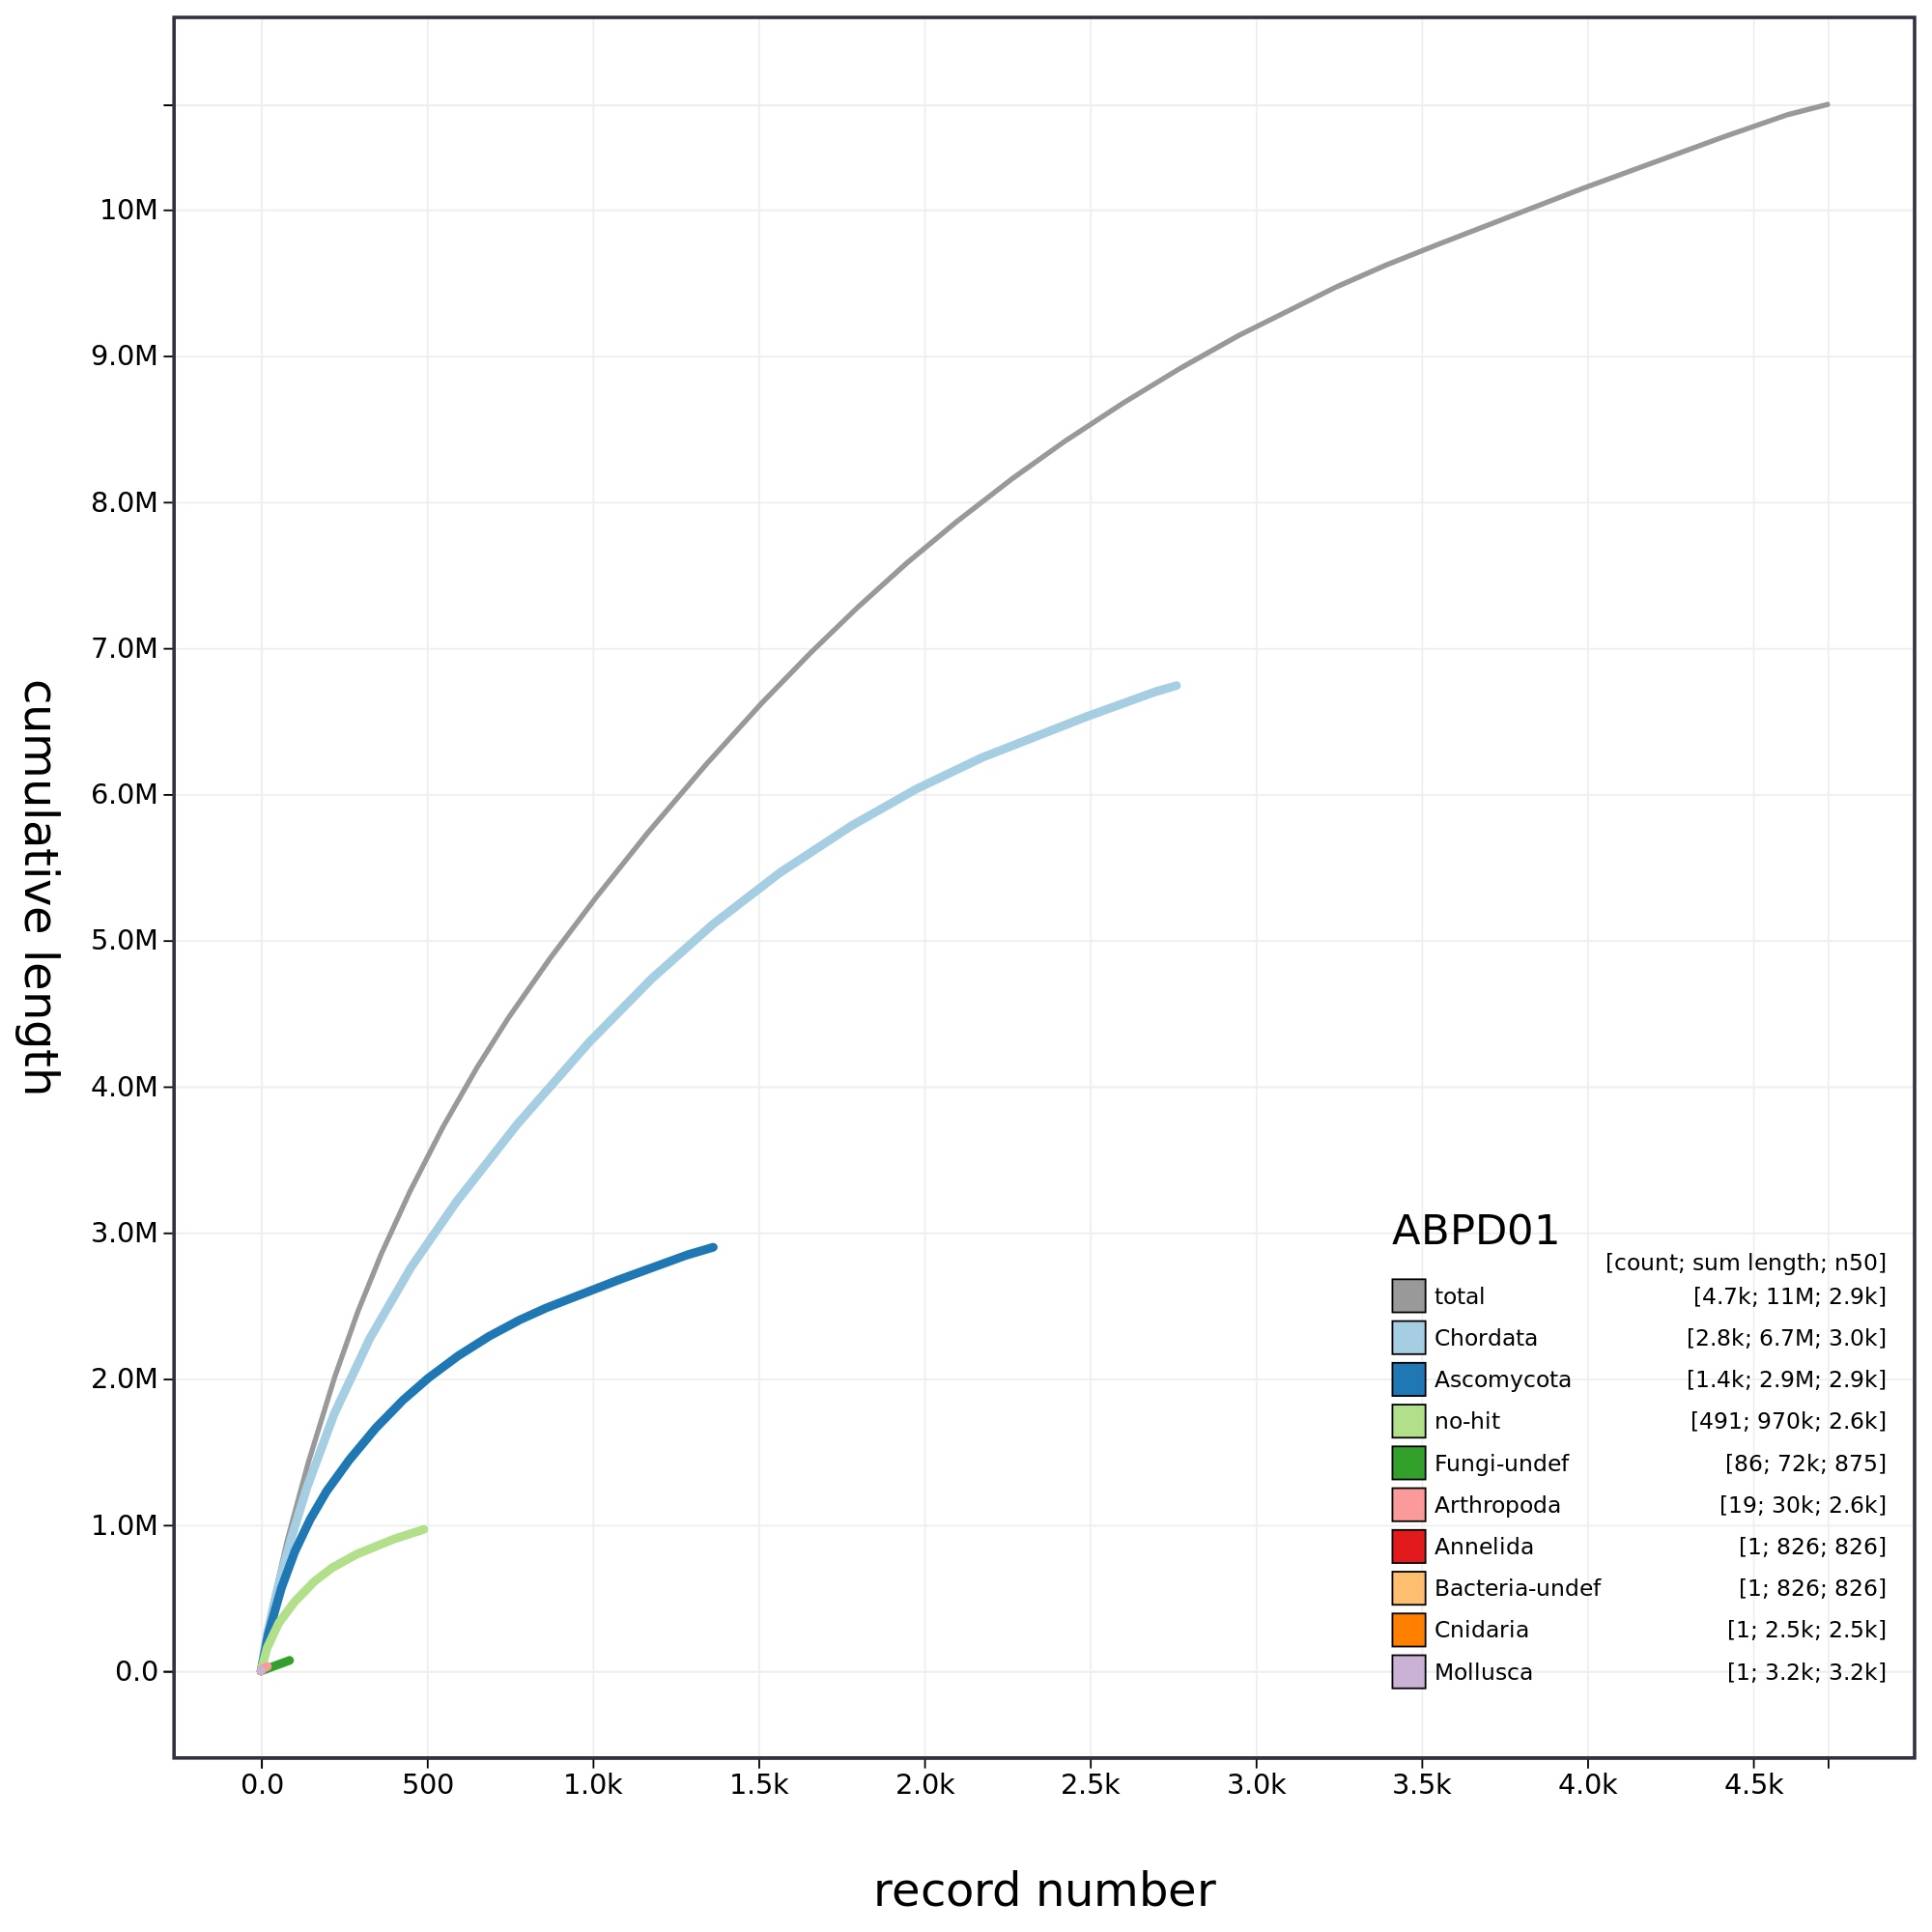 cumulative length
10M
9.0M
8.0M
7.0M
6.0M
5.0M
4.0M
3.0M
2.0M
1.0M
0.0
ABPD01
[count; sum length; n50]
total [4.7k; 11M; 2.9k]
Chordata [2.8k; 6.7M; 3.0k]
Ascomycota [1.4k; 2.9M; 2.9k]
no-hit [491; 970k; 2.6k]
Fungi-undef [86; 72k; 875]
Arthropoda [19; 30k; 2.6k]
Annelida [1; 826; 826]
Bacteria-undef [1; 826; 826]
Cnidaria [1; 2.5k; 2.5k]
Mollusca [1; 3.2k; 3.2k]
0.0 500 1.0k 1.5k 2.0k 2.5k 3.0k 3.5k 4.0k 4.5k
record number